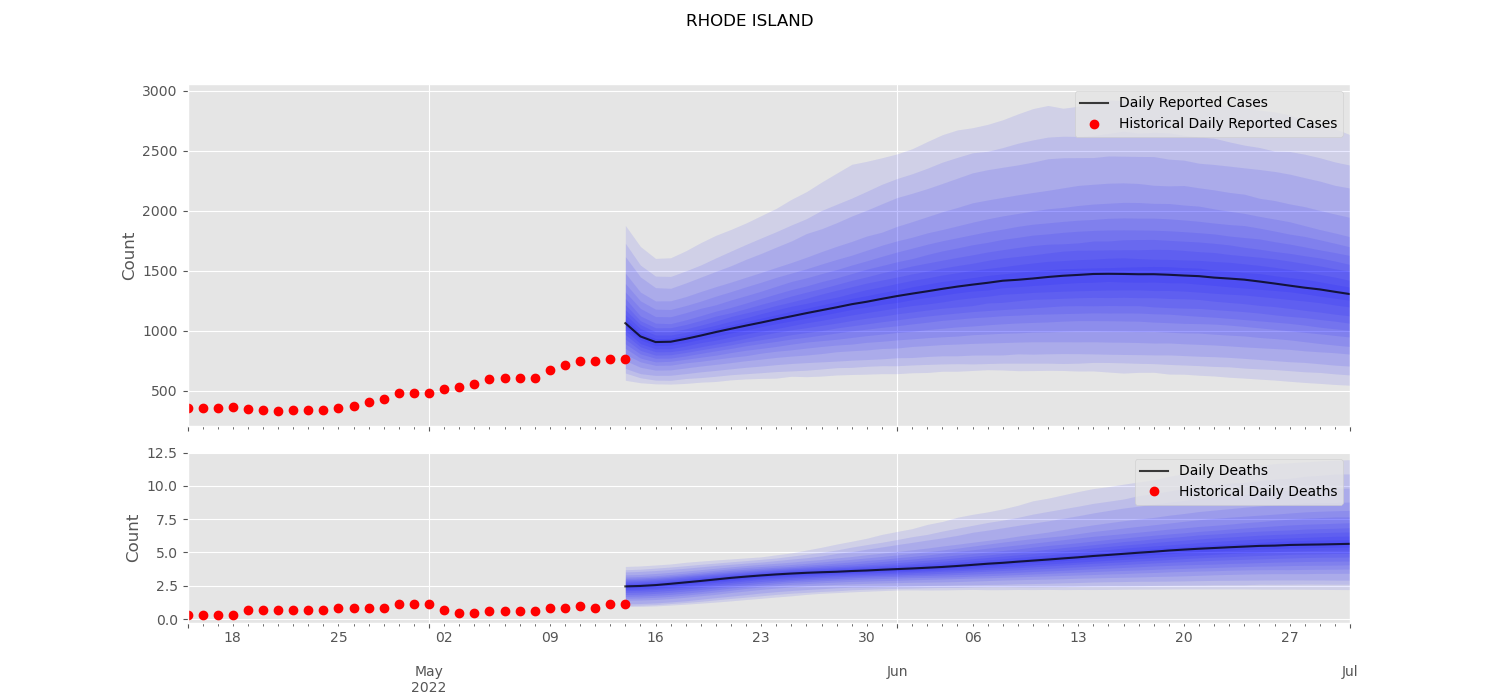 RHODE ISLAND
3000
2500
2000
1500
1000
500
Count
Daily Reported Cases
Historical Daily Reported Cases
12.5
10.0
7.5
5.0
2.5
0.0
Count
Daily Deaths
Historical Daily Deaths
18 25 02 09 16 23 30 06 13 20 27
May Jun Jul
2022